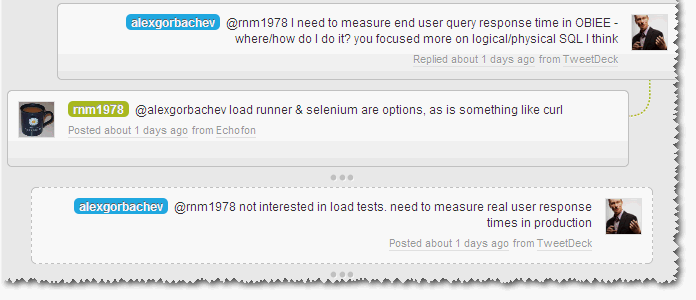 alexgorbachev @rnm1978 I need to measure end user query response time in OBIEE -
where/how do I do it? you focused more on logical/physical SQL I think
Replied about 1 days ago from TweetDeck
rnm1978 @alexgorbachev load runner & selenium are options, as is something like curl
Posted about 1 days ago from Echofon
alexgorbachev @rnm1978 not interested in load tests. need to measure real user response
times in production
Posted about 1 days ago from TweetDeck